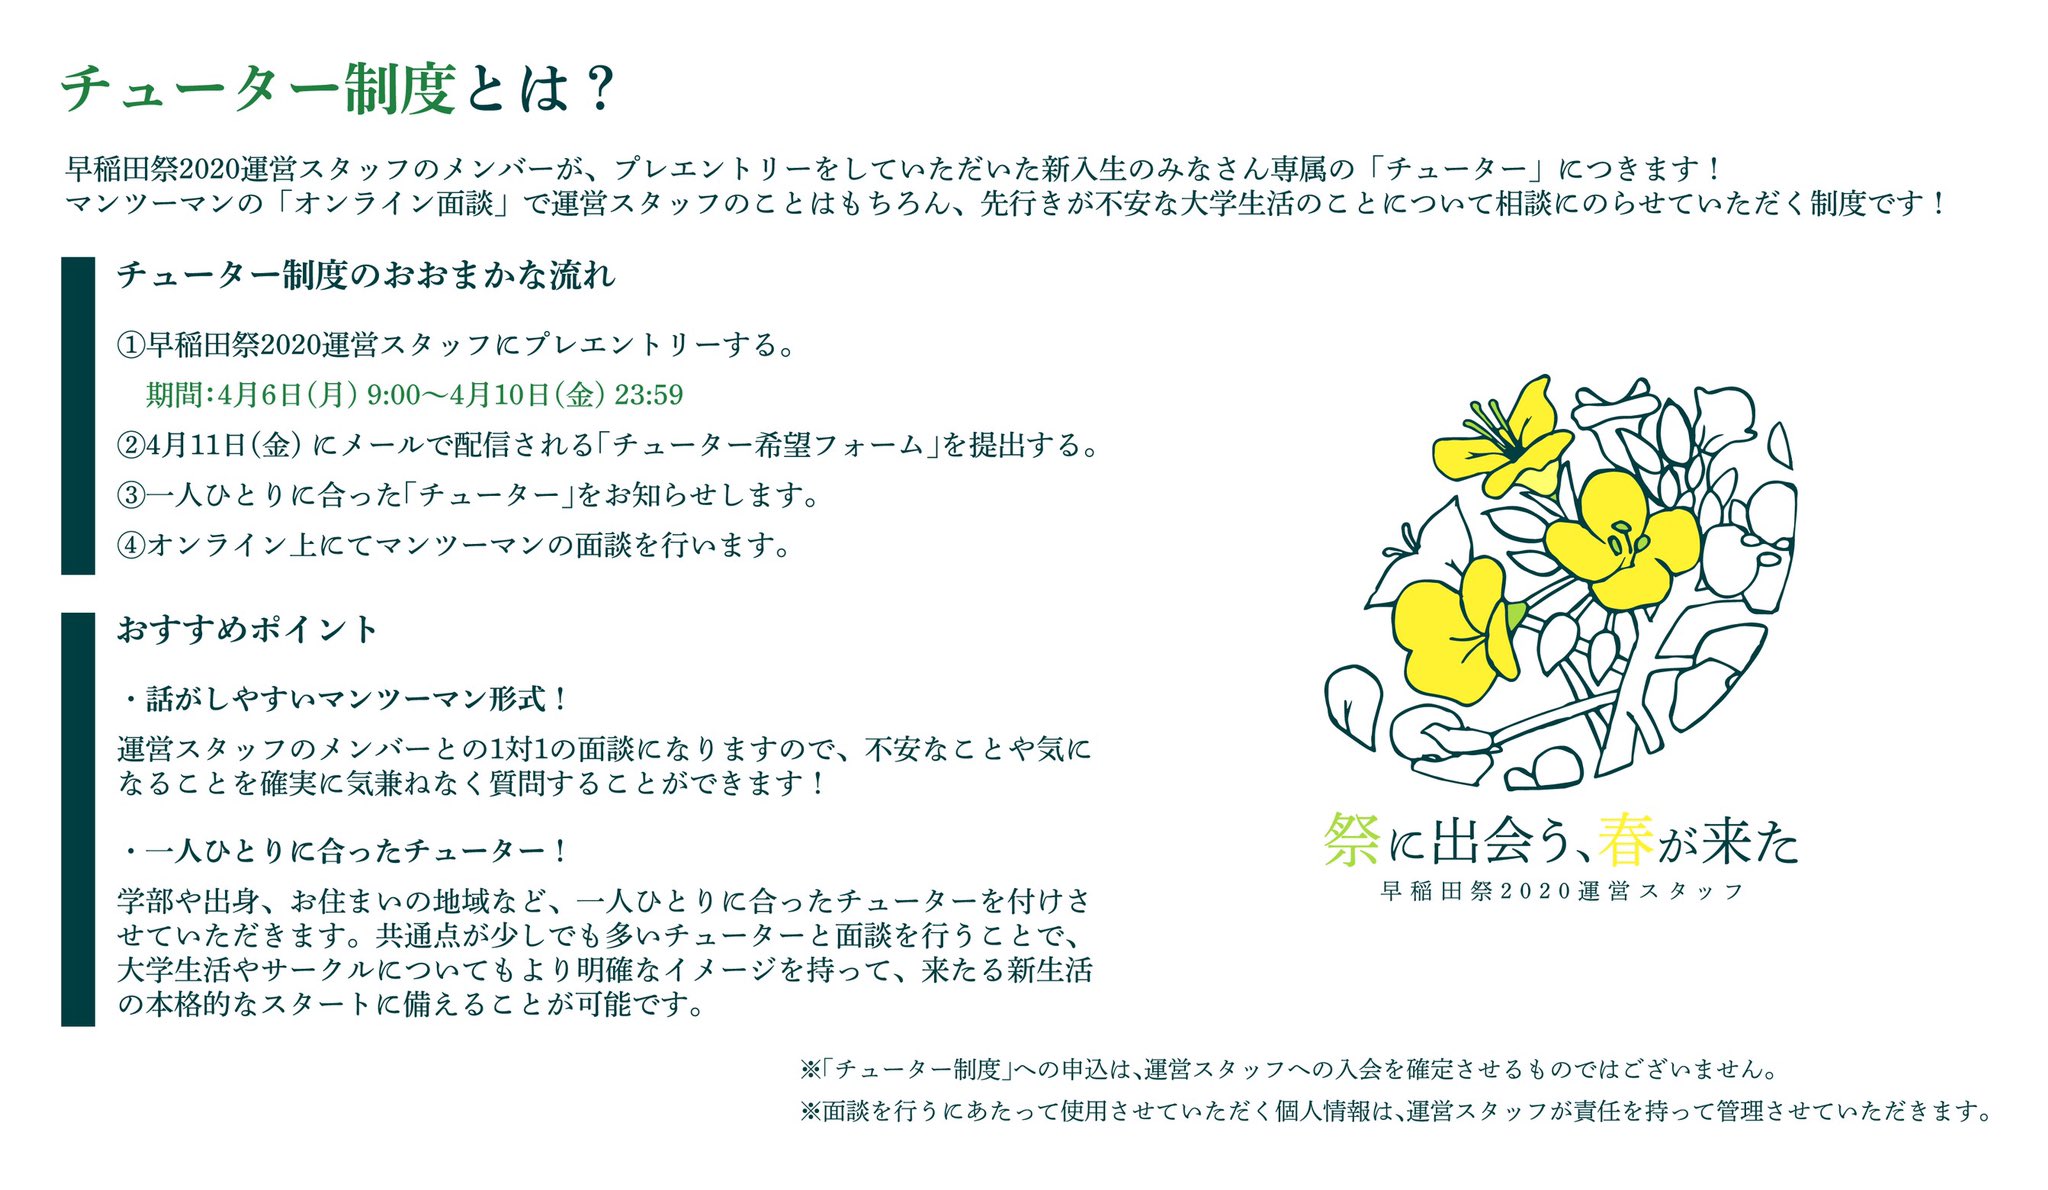 チューター制度とは？
早稲田祭2020運営スタッフのメンバーが、プレエントリーをしていただいた新入生のみなさん専属の「チューター」につきます！
マンツーマンの「オンライン面談」で運営スタッフのことはもちろん、先行きが不安な大学生活のことについて相談にのらせていただく制度です！
チューター制度のおおまかな流れ
①早稲田祭2020運営スタッフにプレエントリーする。
期間：4月6日（月）9:00～4月10日（金）23:59
②4月11日（金）にメールで配信される「チューター希望フォーム」を提出する。
③一人ひとりに合った「チューター」をお知らせします。
④オンライン上にてマンツーマンの面談を行います。
おすすめポイント
・話がしやすいマンツーマン形式！
運営スタッフのメンバーとの1対1の面談になりますので、不安なことや気に
なることを確実に気兼ねなく質問することができます！
・一人ひとりに合ったチューター！
学部や出身、お住まいの地域など、一人ひとりに合ったチューターを付けさ
せていただきます。共通点が少しでも多いチューターと面談を行うことで、
大学生活やサークルについてもより明確なイメージを持って、来たる新生活
の本格的なスタートに備えることが可能です。
祭に出会う、春が来た
早稲田祭2020運営スタッフ
※「チューター制度」への申込は、運営スタッフへの入会を確定させるものではございません。
※面談を行うにあたって使用させていただく個人情報は、運営スタッフが責任を持って管理させていただきます。